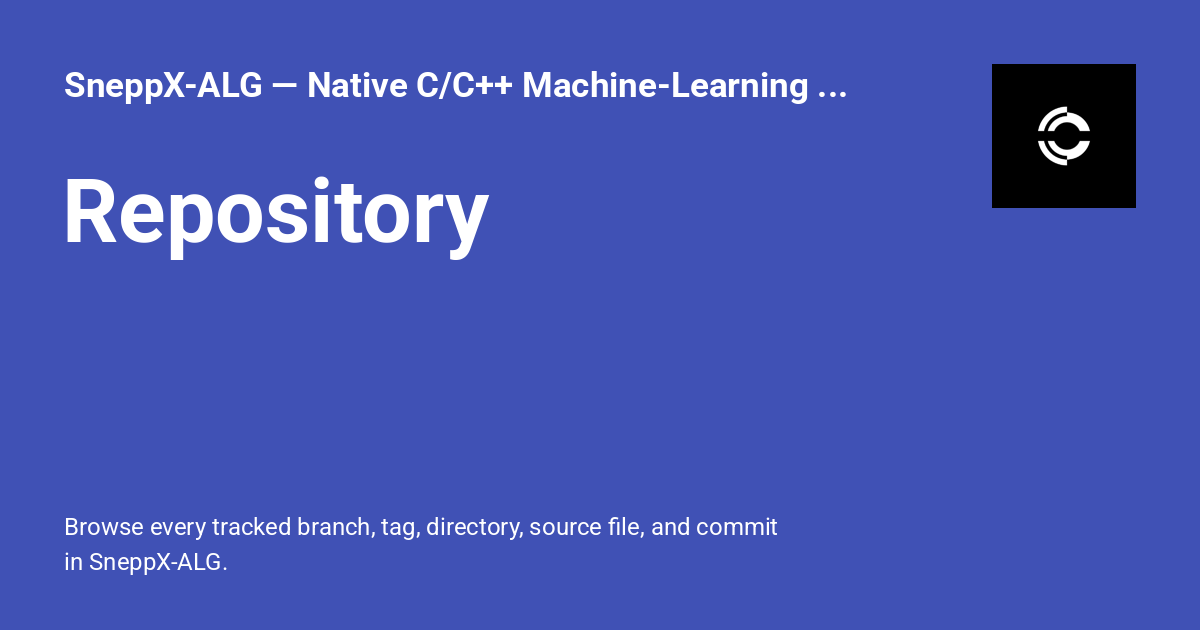 SneppX-ALG — Native C/C++ Machine-Learning ...
Repository
Browse every tracked branch, tag, directory, source file, and commit
in SneppX-ALG.